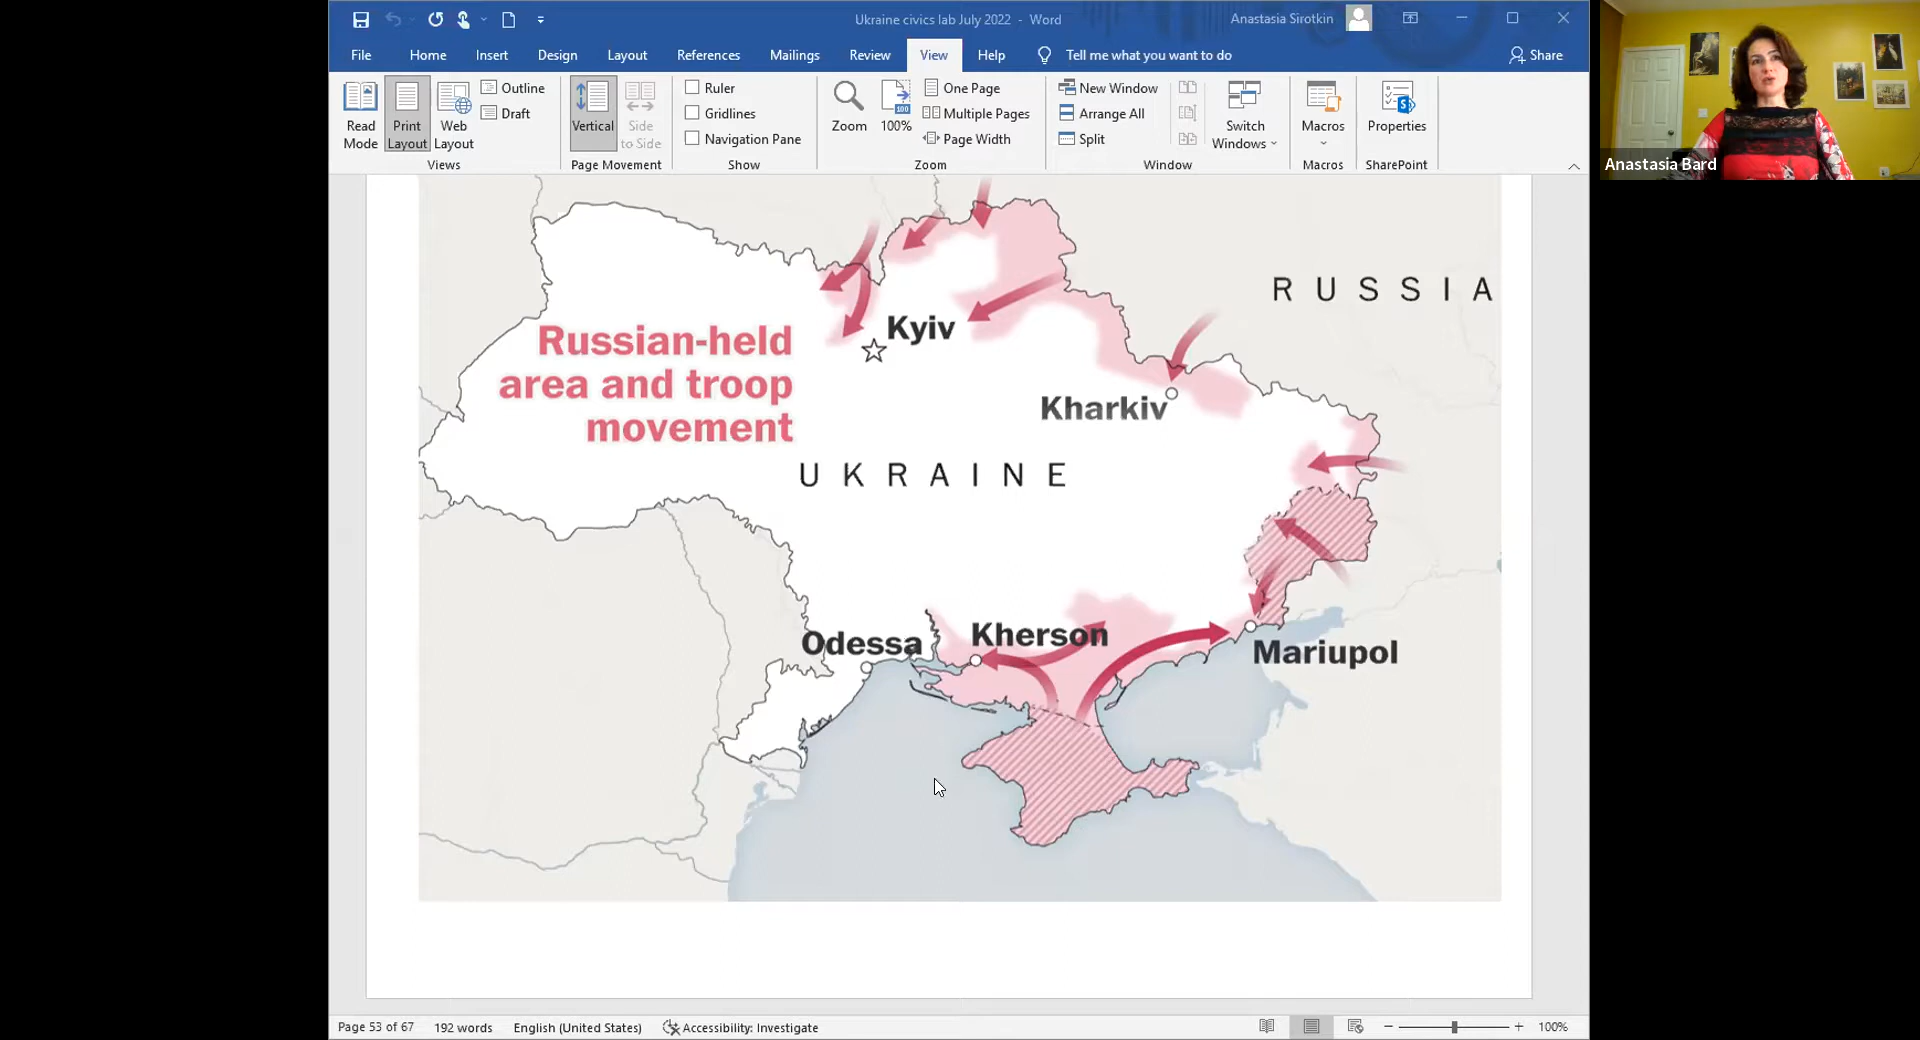 Ukraine civics lab July 2022 - Word
Anastasia Sirotkin
File Home Insert Design Layout References Mailings Review View Help Tell me what you want to do Share
Read Mode
Print Layout
Web Layout
Outline
Draft
Views
Vertical
Side to Side
Page Movement
Ruler
Gridlines
Navigation Pane
Show
Zoom
100
100%
One Page
Multiple Pages
Page Width
Zoom
New Window
Arrange All
Split
Switch Windows
Window
Macros
Macros
S
Properties
SharePoint
Anastasia Bard
RUSSIA
Kyiv
Russian-held
area and troop
movement
Kharkiv
UKRAINE
Odessa
Kherson
Mariupol
Page 53 of 67 192 words English (United States) Accessibility: Investigate 100%